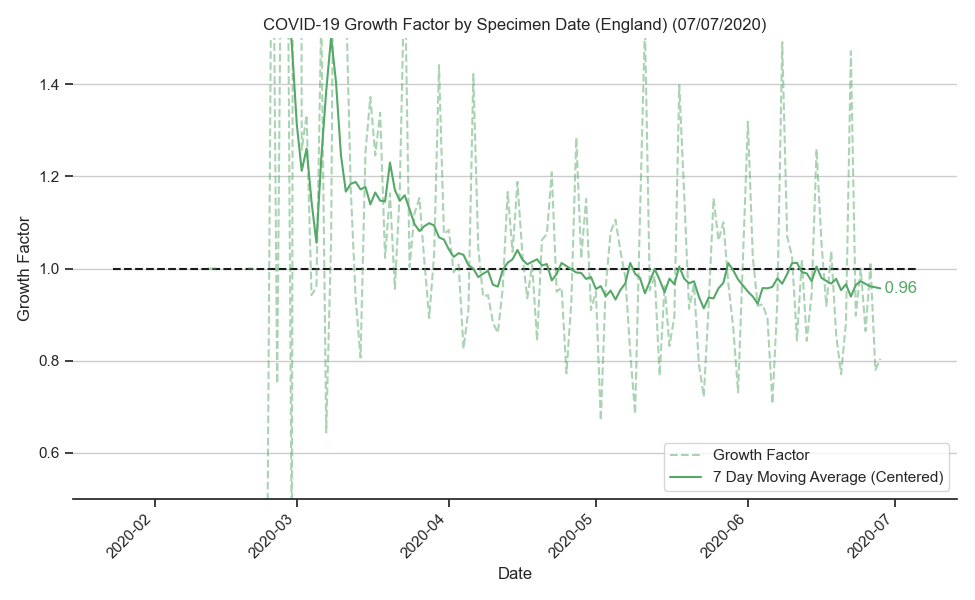 COVID-19 Growth Factor by Specimen Date (England) (07/07/2020)
1.4
1.2
1.0
0.8
0.6
Growth Factor
0.96
Growth Factor
7 Day Moving Average (Centered)
2020-02
2020-03
2020-04
2020-05
2020-06
2020-07
Date